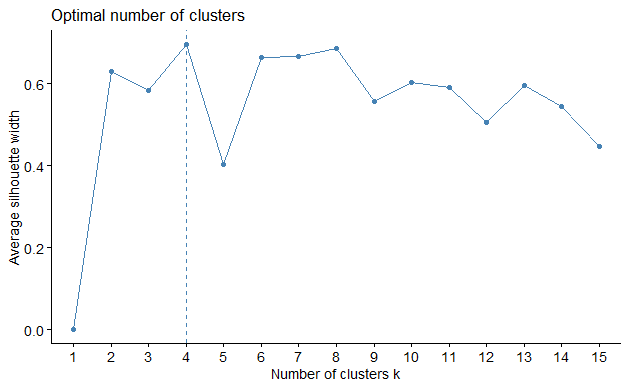 Optimal number of clusters
Average silhouette width
0.6
0.4
0.2
0.0
1 2 3 4 5 6 7 8 9 10 11 12 13 14 15
Number of clusters k